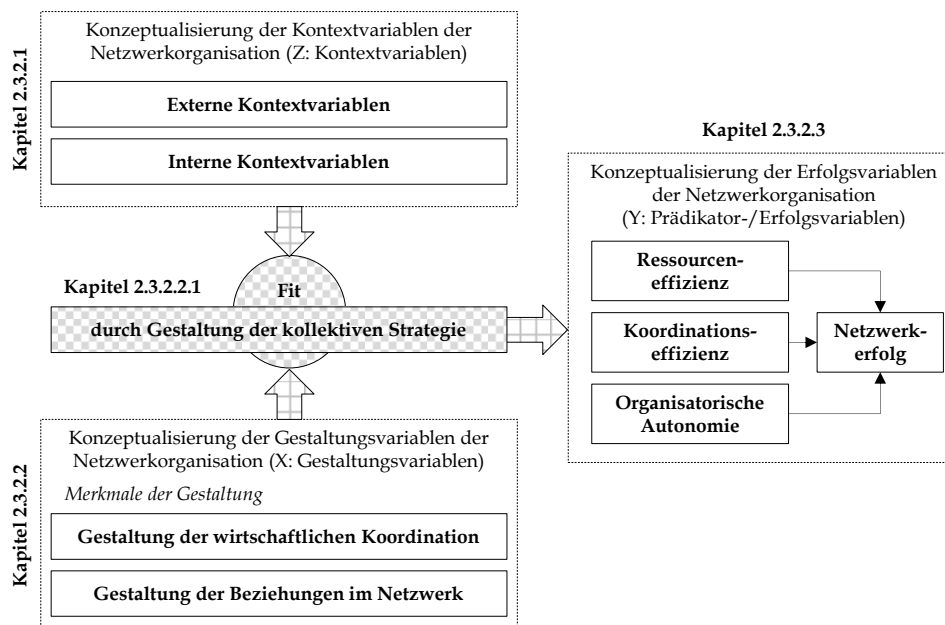 Kapitel 2.3.2.1
Konzeptualisierung der Kontextvariablen der
Netzwerkorganisation (Z: Kontextvariablen)
Externe Kontextvariablen
Interne Kontextvariablen
Kapitel 2.3.2.2.1
Fit
durch Gestaltung der kollektiven Strategie
Kapitel 2.3.2.2
Konzeptualisierung der Gestaltungsvariablen der
Netzwerkorganisation (X: Gestaltungsvariablen)
Merkmale der Gestaltung
Gestaltung der wirtschaftlichen Koordination
Gestaltung der Beziehungen im Netzwerk
Kapitel 2.3.2.3
Konzeptualisierung der Erfolgsvariablen
der Netzwerkorganisation
(Y: Prädikator-/Erfolgsvariablen)
Ressourcen-
effizienz
Koordinations-
effizienz
Organisatorische
Autonomie
Netzwerk-
erfolg